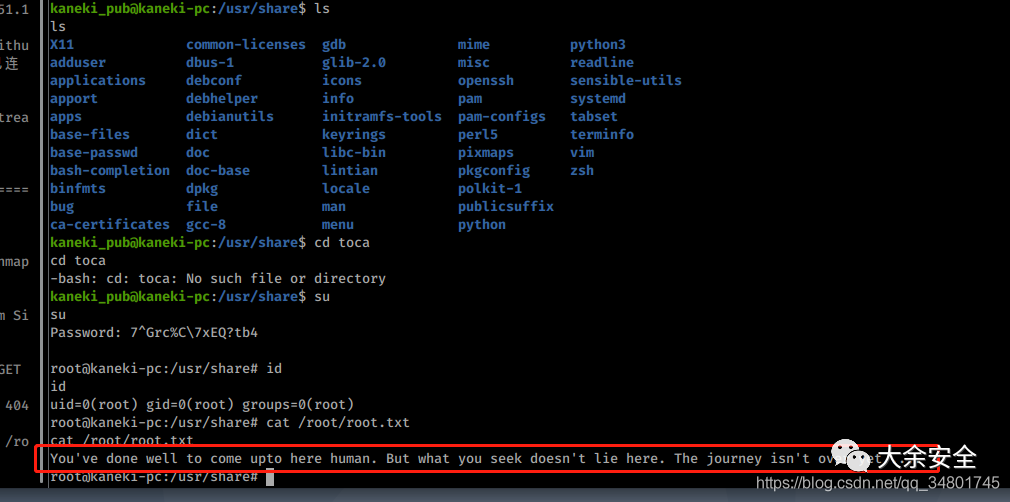 51.1
kaneki_pub@kaneki-pc:/usr/share$ ls
ls
ithu X11 common-licenses gdb mime python3
连 adduser dbus-1 glib-2.0 misc readline
applications debconf icons openssh sensible-utils
apport debhelper info pam systemd
trea apps debianutils initramfs-tools pam-configs tabset
base-files dict keyrings perl5 terminfo
base-passwd doc libc-bin pixmaps vim
bash-completion doc-base lintian pkgconfig zsh
==== binfmts dpkg locale polkit-1
bug file man publicsuffix
ca-certificates gcc-8 menu python
kaneki_pub@kaneki-pc:/usr/share$ cd toca
nmap cd toca
-bash: cd: toca: No such file or directory
kaneki_pub@kaneki-pc:/usr/share$ su
m Si su
Password: 7^Grc%C\7xEQ?tb4
GET root@kaneki-pc:/usr/share# id
id
404 uid=0(root) gid=0(root) groups=0(root)
root@kaneki-pc:/usr/share# cat /root/root.txt
/ro cat /root/root.txt
You've done well to come upto here human. But what you seek doesn't lie here. The journey isn't
root@kaneki-pc:/usr/share#
大余安全
https://blog.csdn.net/qq_34801745